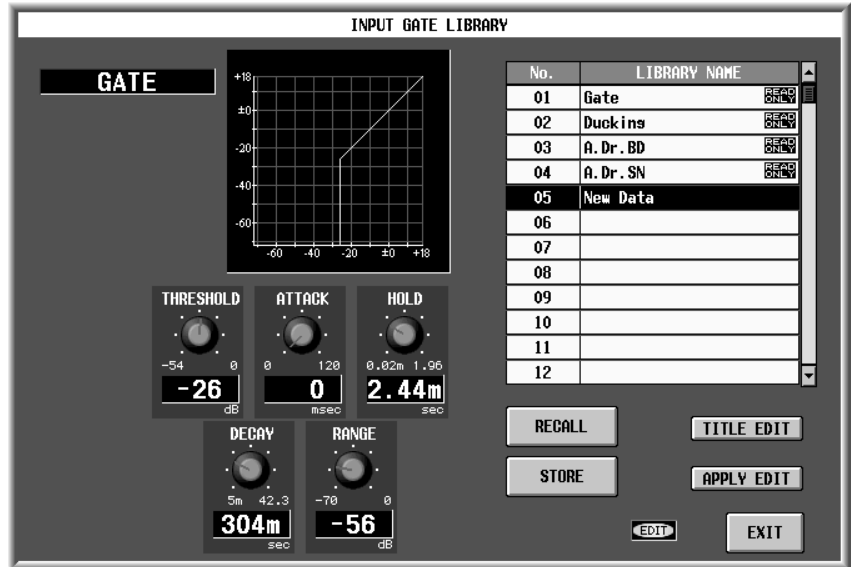 INPUT GATE LIBRARY
GATE
+18
±0
-20
-40
-60
-60 -40 -20 ±0 +18
THRESHOLD
-54 0
-26
dB
ATTACK
0 120
0
msec
HOLD
0.02m 1.96
2.44m
sec
DECAY
5m 42.3
304m
sec
RANGE
-70 0
-56
dB
No. LIBRARY NAME
01 Gate READ ONLY
02 Ducking READ ONLY
03 A.Dr.BD READ ONLY
04 A.Dr.SN READ ONLY
05 New Data
06
07
08
09
10
11
12
RECALL
TITLE EDIT
STORE
APPLY EDIT
EDIT
EXIT